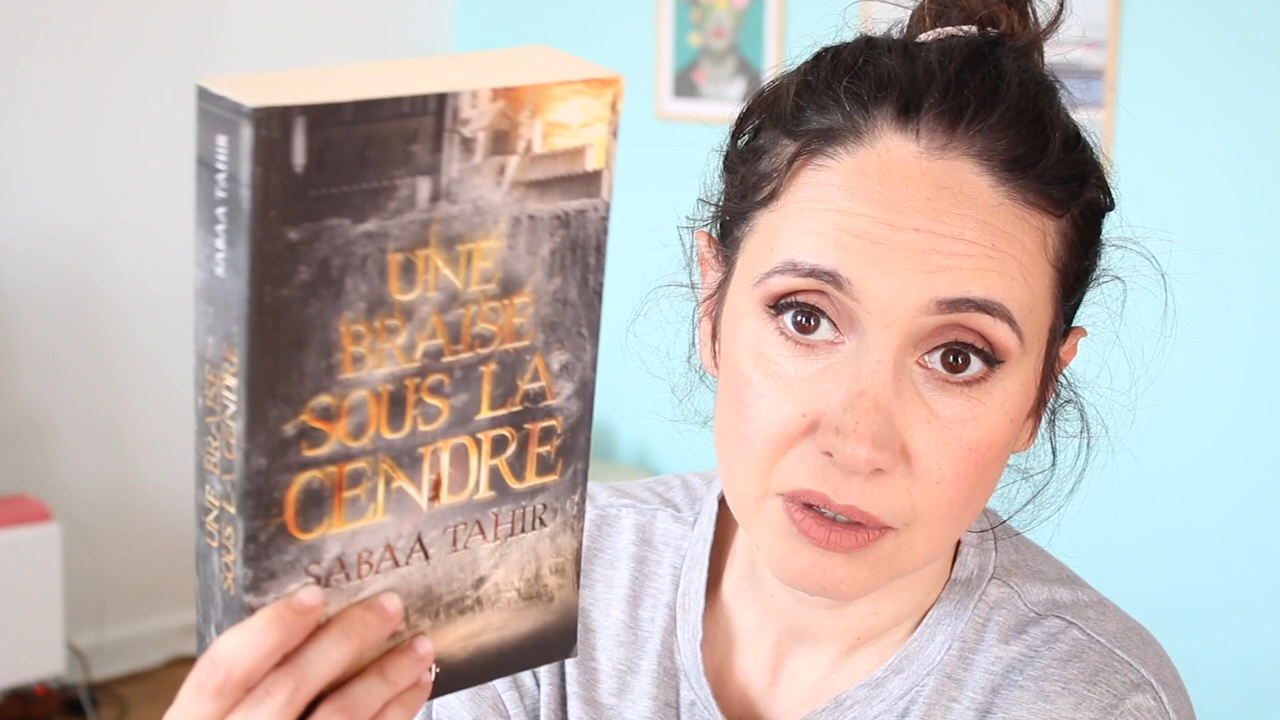 SABAA TAHIR
UNE BRAISE
SOUS LA CENDRE
UNE
BRAISE
SOUS LA
CENDRE
SABAA TAHIR